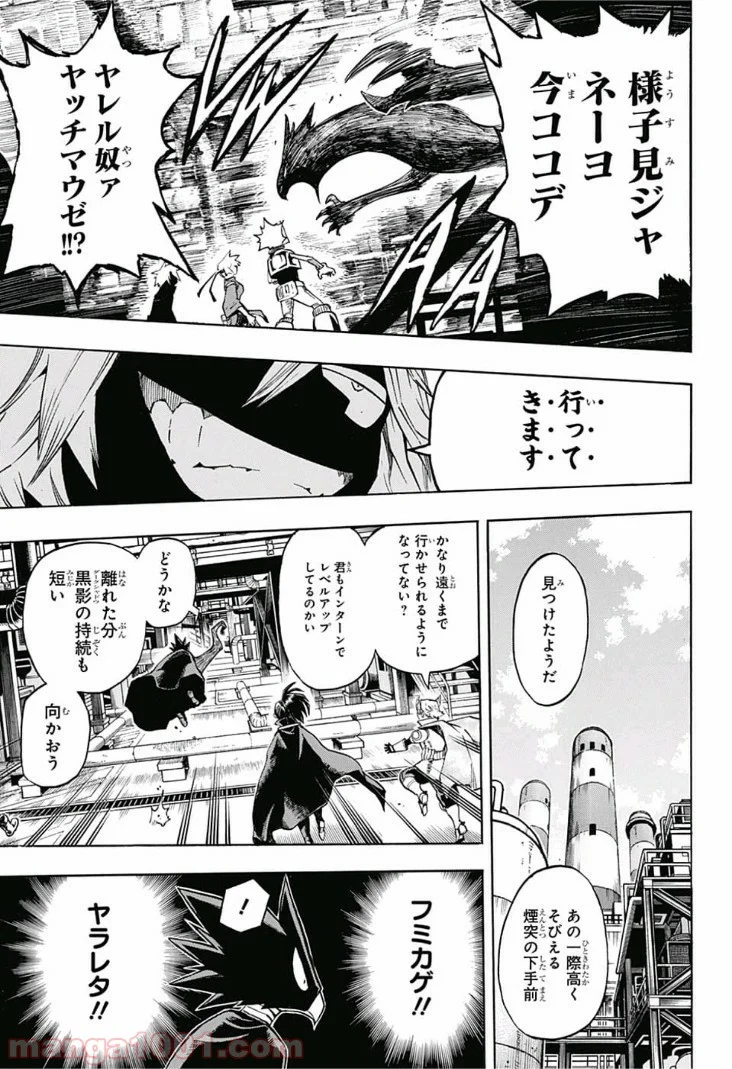 様子見ジャ
ネーヨ
今ココデ
ヤレル奴ァ
ヤッチマウゼ
!!?
行って
きます
見つけたようだ
あの一際高く
そびえる
煙突の下手前
かなり遠くまで
行かせられるように
なってない?
君もインターンで
レベルアップ
してるのかい
どうかな
離れた分
黒影の持続も
短い
向かおう
フミカゲ!!
!
ヤラレタ!!
manga1001.com